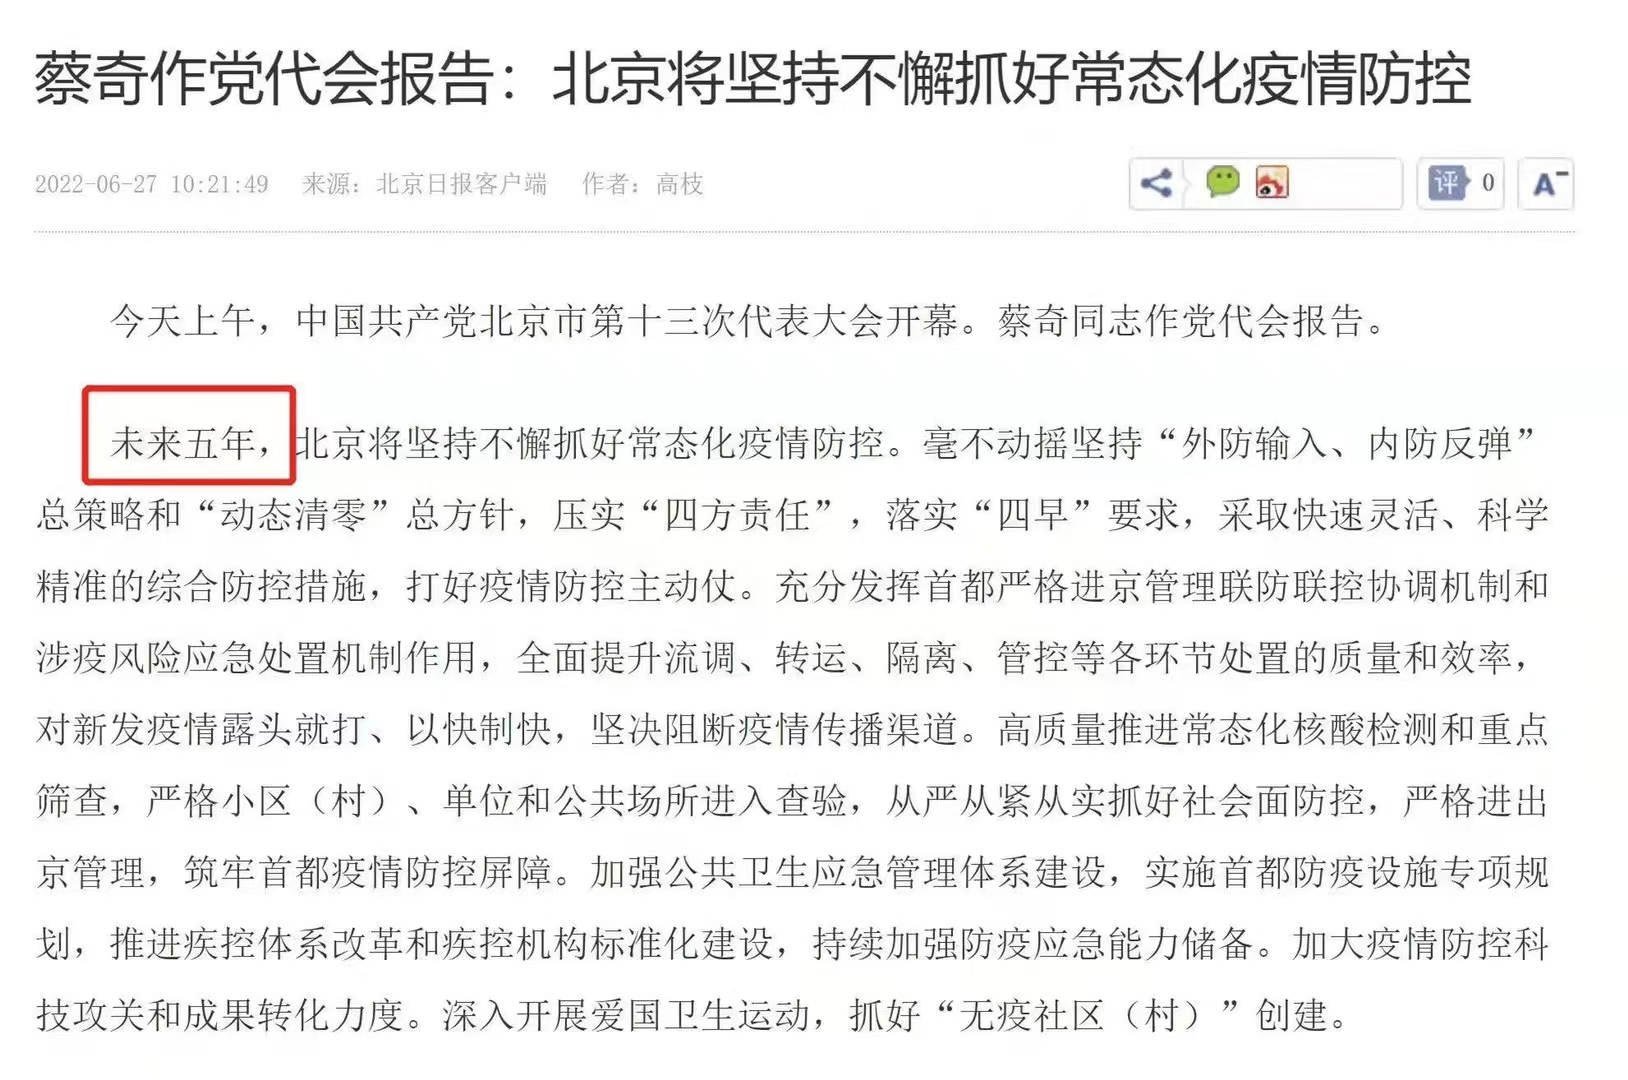 蔡奇作党代会报告：北京将坚持不懈抓好常态化疫情防控
2022-06-27 10:21:49 来源：北京日报客户端 作者：高枝
评 0 A-
今天上午，中国共产党北京市第十三次代表大会开幕。蔡奇同志作党代会报告。
未来五年，北京将坚持不懈抓好常态化疫情防控。毫不动摇坚持“外防输入、内防反弹”
总策略和“动态清零”总方针，压实“四方责任”，落实“四早”要求，采取快速灵活、科学
精准的综合防控措施，打好疫情防控主动仗。充分发挥首都严格进京管理联防联控协调机制和
涉疫风险应急处置机制作用，全面提升流调、转运、隔离、管控等各环节处置的质量和效率，
对新发疫情露头就打、以快制快，坚决阻断疫情传播渠道。高质量推进常态化核酸检测和重点
筛查，严格小区（村）、单位和公共场所进入查验，从严从紧从实抓好社会面防控，严格进出
京管理，筑牢首都疫情防控屏障。加强公共卫生应急管理体系建设，实施首都防疫设施专项规
划，推进疾控体系改革和疾控机构标准化建设，持续加强防疫应急能力储备。加大疫情防控科
技攻关和成果转化力度。深入开展爱国卫生运动，抓好“无疫社区（村）”创建。